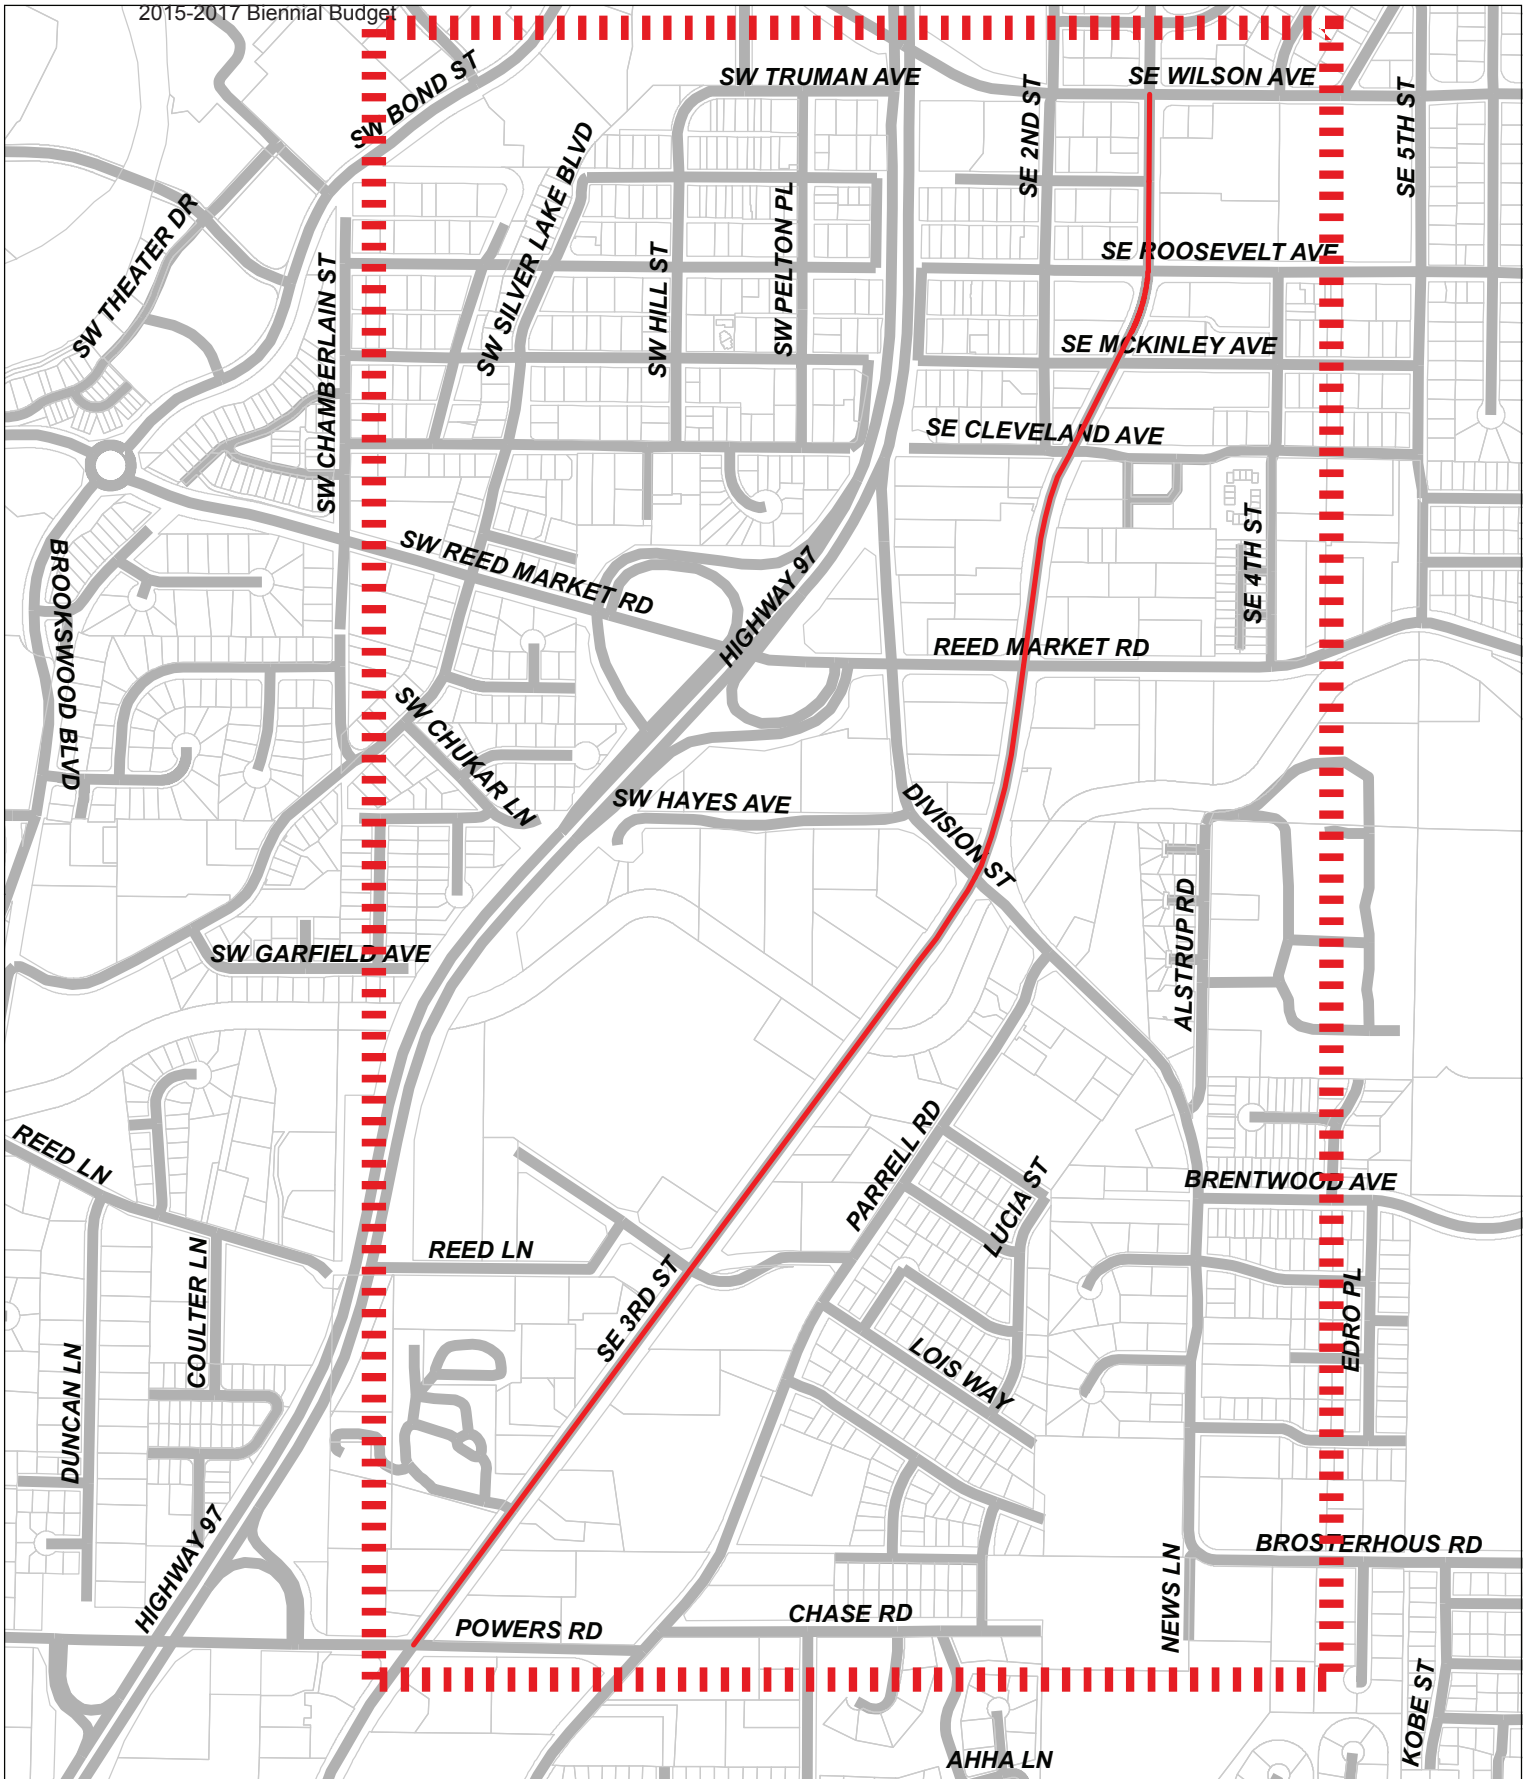 2015-2017 Biennial Budget
SW BOND ST
SW TRUMAN AVE
SE WILSON AVE
SE 2ND ST
SE 5TH ST
SW SILVER LAKE BLVD
SW THEATER DR
SW PELTON PL
SW HILL ST
SE ROOSEVELT AVE
SW CHAMBERLAIN ST
SE MCKINLEY AVE
SE CLEVELAND AVE
SE 4TH ST
SW REED MARKET RD
HIGHWAY 97
BROOKSWOOD BLVD
REED MARKET RD
SW CHUKAR LN
SW HAYES AVE
DIVISION ST
ALSTRUP RD
SW GARFIELD AVE
REED LN
PARRELL RD
LUCIA ST
BRENTWOOD AVE
REED LN
COULTER LN
SE 3RD ST
EDRO PL
DUNCAN LN
LOIS WAY
HIGHWAY 97
BROSTERHOUS RD
NEWS LN
CHASE RD
POWERS RD
KOBE ST
AHHA LN